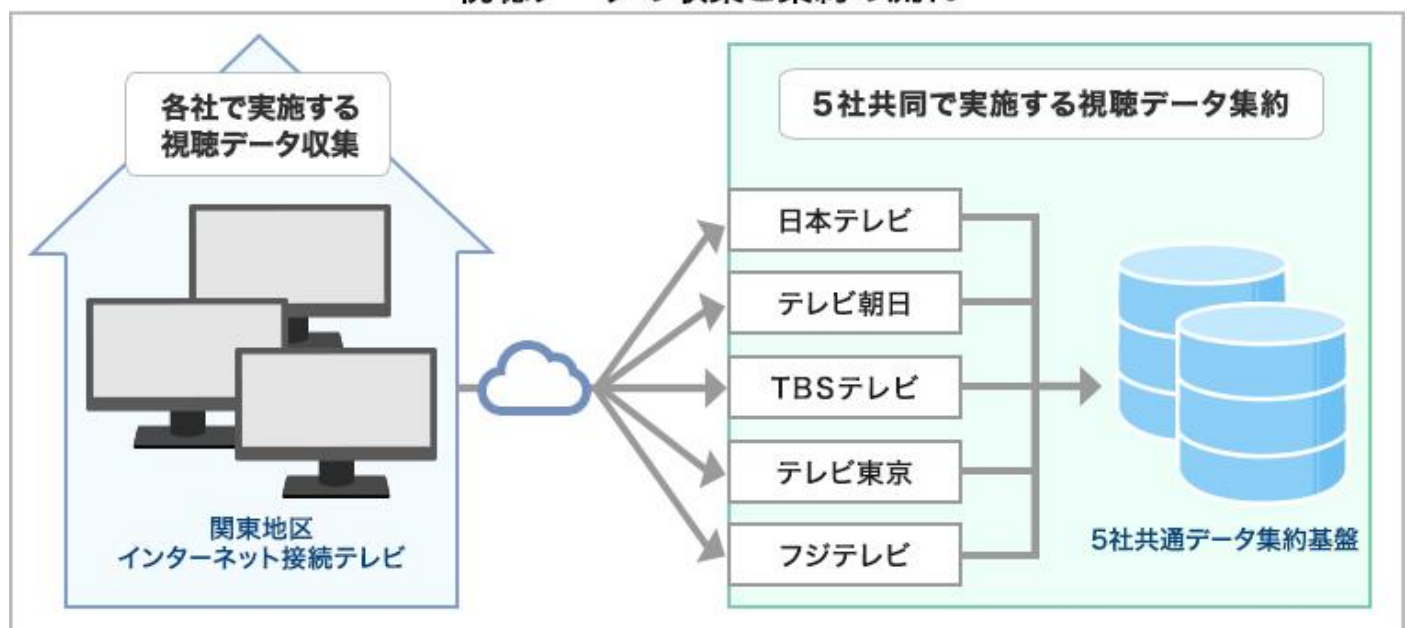 各社で実施する
視聴データ収集
5社共同で実施する視聴データ集約
日本テレビ
テレビ朝日
TBSテレビ
テレビ東京
フジテレビ
関東地区
インターネット接続テレビ
5社共通データ集約基盤